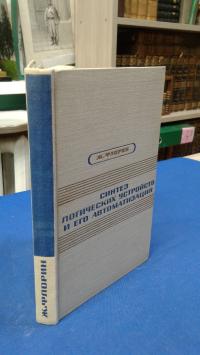 Ж. ФЛОРИН
СИНТЕЗ
ЛОГИЧЕСКИХ УСТРОЙСТВ
И ЕГО АВТОМАТИЗАЦИЯ
Ж. ФЛОРИН